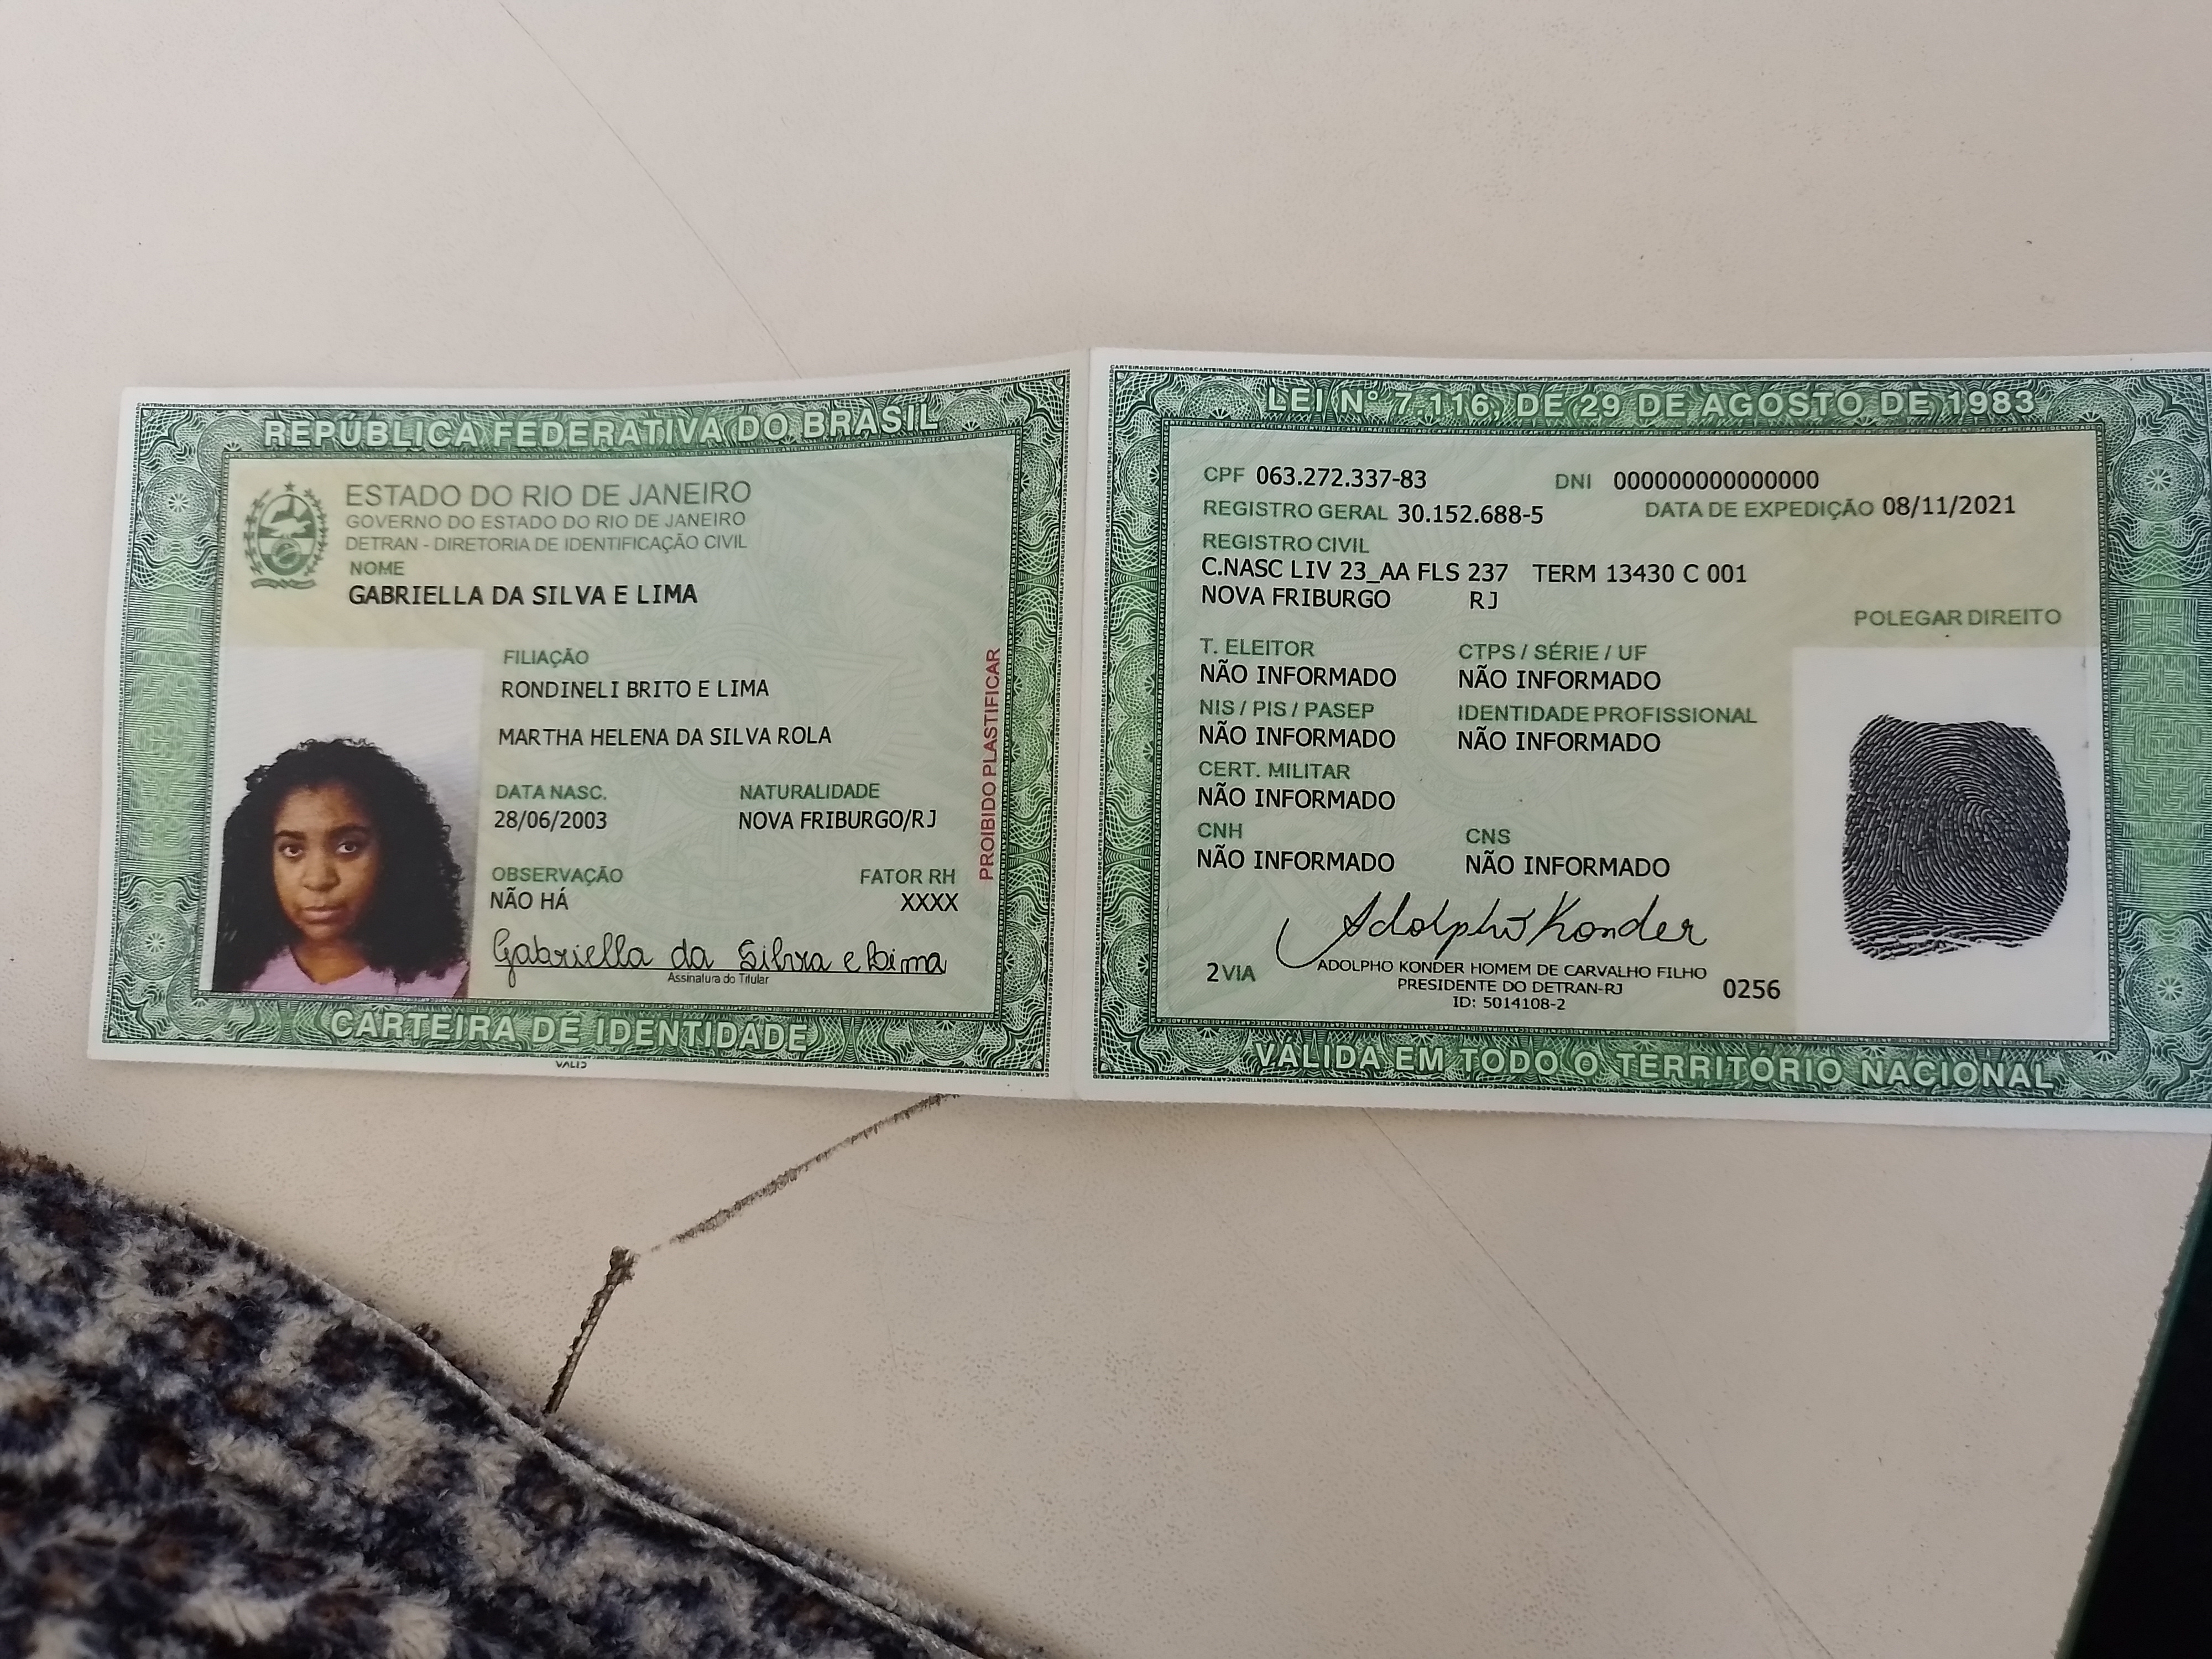 REPÚBLICA FEDERATIVA DO BRASIL
ESTADO DO RIO DE JANEIRO
GOVERNO DO ESTADO DO RIO DE JANEIRO
DETRAN - DIRETORIA DE IDENTIFICAÇÃO CIVIL
NOME
GABRIELLA DA SILVA E LIMA
FILIAÇÃO
RONDINELI BRITO E LIMA
MARTHA HELENA DA SILVA ROLA
DATA NASC. NATURALIDADE
28/06/2003 NOVA FRIBURGO/RJ
OBSERVAÇÃO FATOR RH
NÃO HÁ XXXX
Gabriella da Silva e Lima
Assinatura do Titular
PROIBIDO PLASTIFICAR
CARTEIRA DE IDENTIDADE
VALID
LEI Nº 7.116, DE 29 DE AGOSTO DE 1983
CPF 063.272.337-83 DNI 0000000000000
REGISTRO GERAL 30.152.688-5 DATA DE EXPEDIÇÃO 08/11/2021
REGISTRO CIVIL
C.NASC LIV 23_AA FLS 237 TERM 13430 C 001
NOVA FRIBURGO RJ
POLEGAR DIREITO
T. ELEITOR CTPS / SÉRIE / UF
NÃO INFORMADO NÃO INFORMADO
NIS / PIS / PASEP IDENTIDADE PROFISSIONAL
NÃO INFORMADO NÃO INFORMADO
CERT. MILITAR
NÃO INFORMADO
CNH CNS
NÃO INFORMADO NÃO INFORMADO
Adolpho Konder
2 VIA ADOLPHO KONDER HOMEM DE CARVALHO FILHO
PRESIDENTE DO DETRAN-RJ
ID: 5014108-2 0256
VÁLIDA EM TODO O TERRITÓRIO NACIONAL